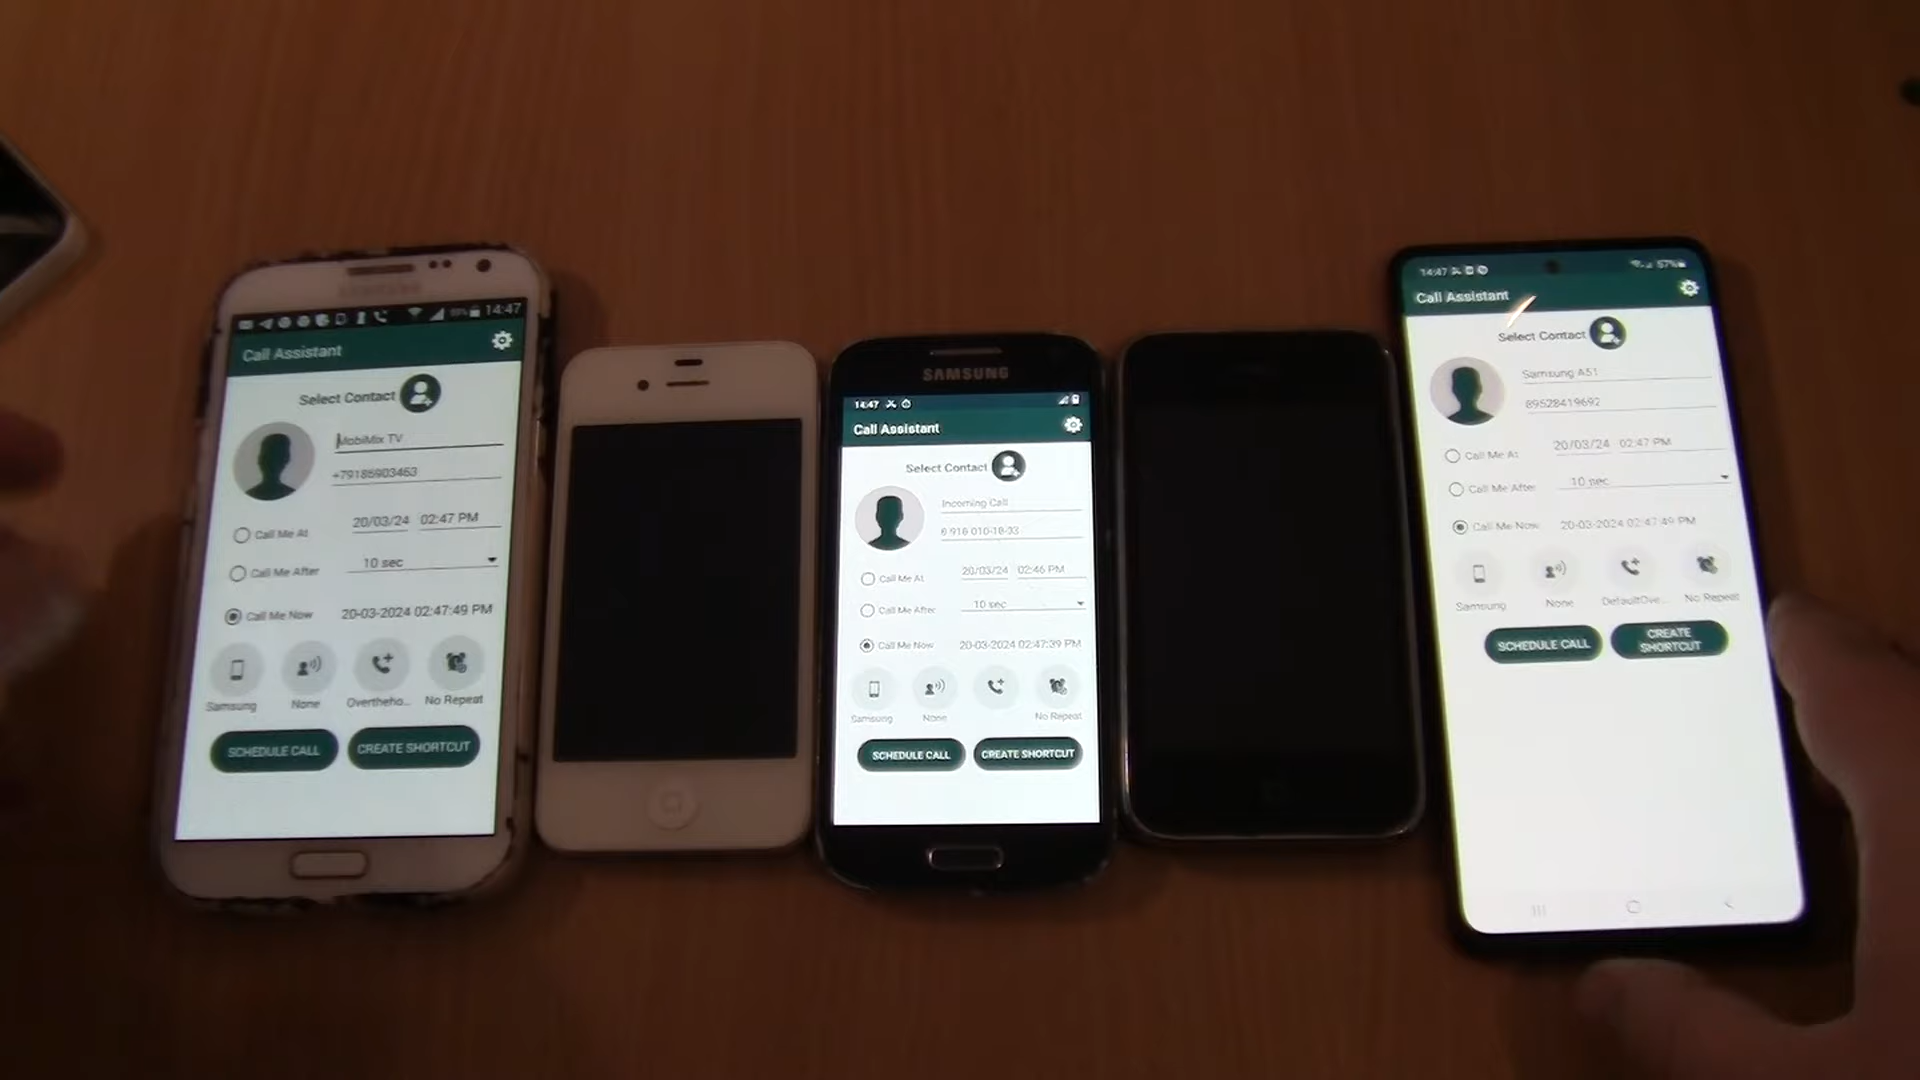 14:47
Call Assistant
Select Contact
MobiMix TV
+79185903463
Call Me At
20/03/24 02:47 PM
Call Me After
10 sec
Call Me Now
20-03-2024 02:47:49 PM
Samsung
None
Overtheho...
No Repeat
SCHEDULE CALL
CREATE SHORTCUT
SAMSUNG
14:47
Call Assistant
Select Contact
Incoming Call
Call Me At
20/03/24 02:46 PM
Call Me After
10 sec
Call Me Now
20-03-2024 02:47:39 PM
Samsung
None
No Repeat
SCHEDULE CALL
CREATE SHORTCUT
14:47
57%
Call Assistant
Select Contact
Samsung A51
89528419692
Call Me At
20/03/24 02:47 PM
Call Me After
10 sec
Call Me Now
20-03-2024 02:47:49 PM
Samsung
None
DefaultOve...
No Repeat
SCHEDULE CALL
CREATE
SHORTCUT